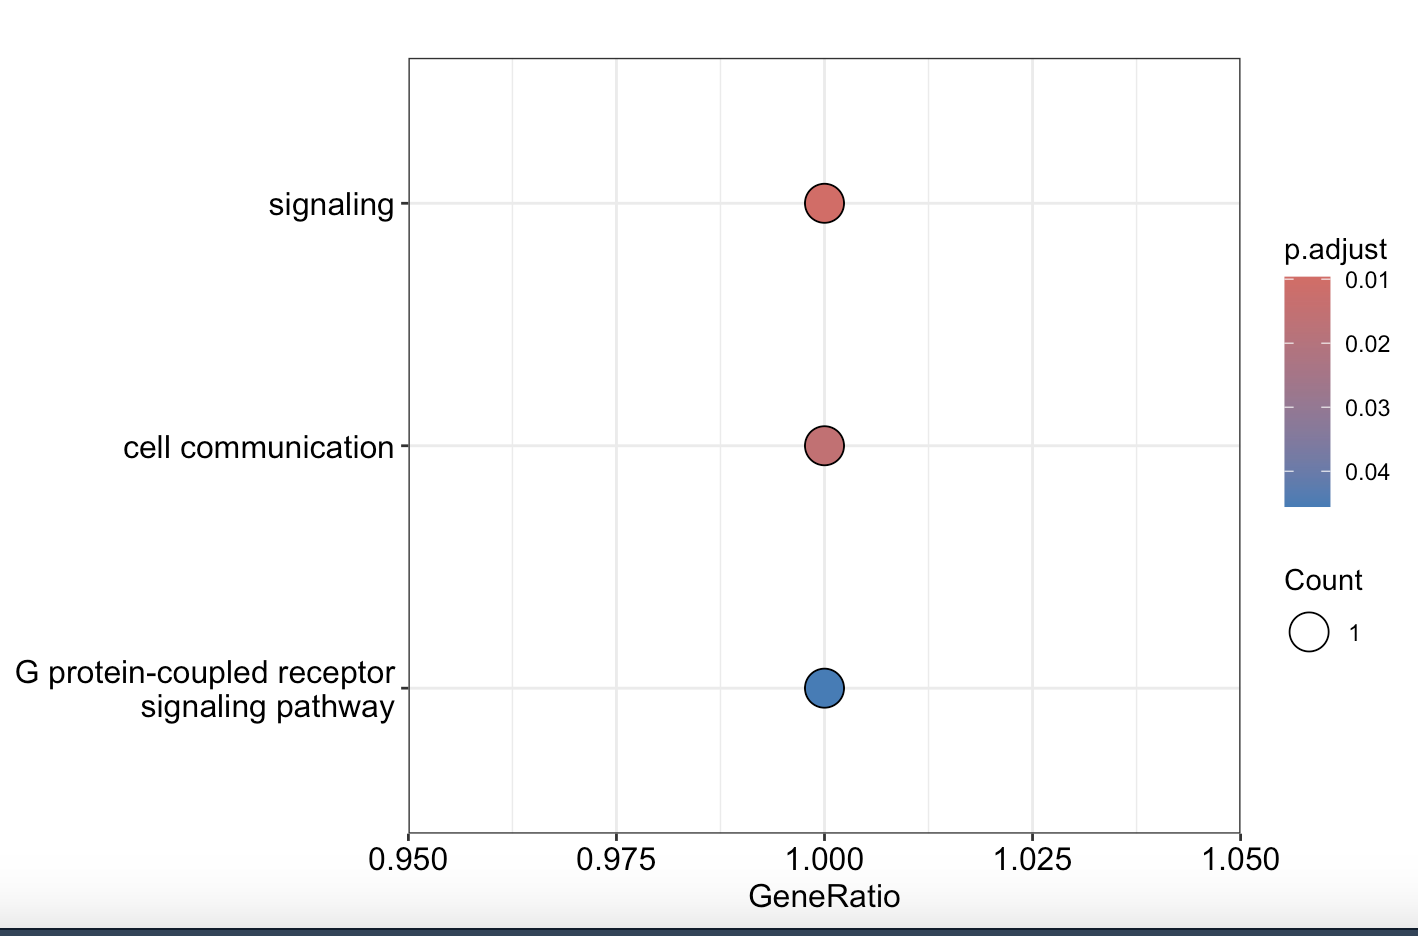 signaling
cell communication
G protein-coupled receptor
signaling pathway
0.950
0.975
1.000
1.025
1.050
GeneRatio
p.adjust
0.01
0.02
0.03
0.04
Count
1